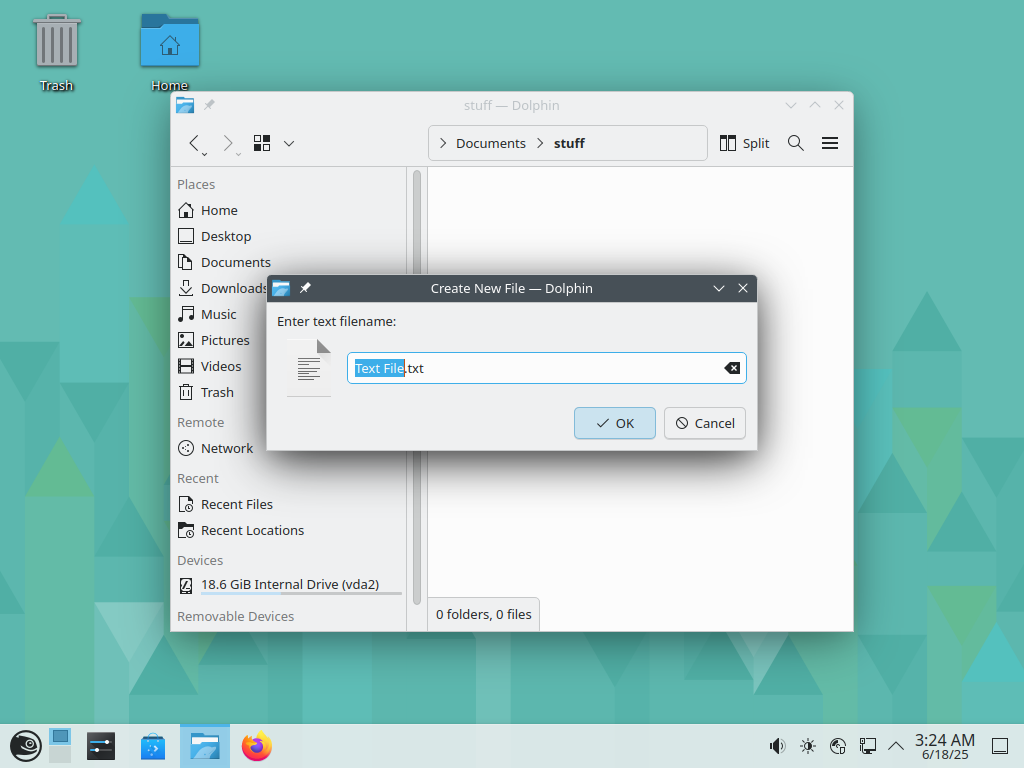 Trash
Home
stuff — Dolphin
Documents
stuff
Split
Places
Home
Desktop
Documents
Downloads
Music
Pictures
Videos
Trash
Remote
Network
Recent
Recent Files
Recent Locations
Devices
18.6 GiB Internal Drive (vda2)
Removable Devices
Create New File — Dolphin
Enter text filename:
Text File.txt
OK
Cancel
0 folders, 0 files
3:24 AM
6/18/25